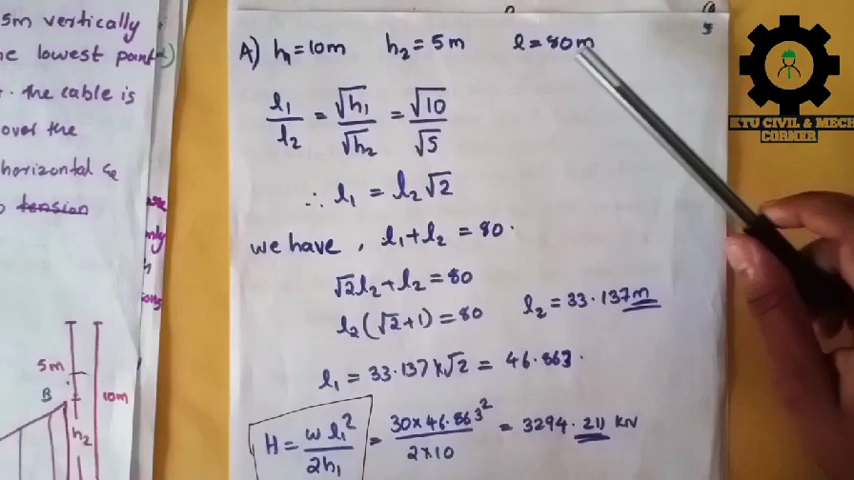 5m vertically
he lowest point
. the cable is
over the
horizontal &
tension
5m
B
10m
h₂
A) h₁=10m h₂=5m l=80m
l₁/l₂ = √h₁/√h₂ = √10/√5
∴ l₁ = l₂√2
we have, l₁+l₂ = 80.
√2l₂+l₂ = 80
l₂(√2+1) = 80 l₂ = 33.137m
l₁ = 33.137×√2 = 46.863.
H = ωl₁²/2h₁ = 30×46.863²/2×10 = 3294.211 kN
KTU CIVIL & MECH
CORNER